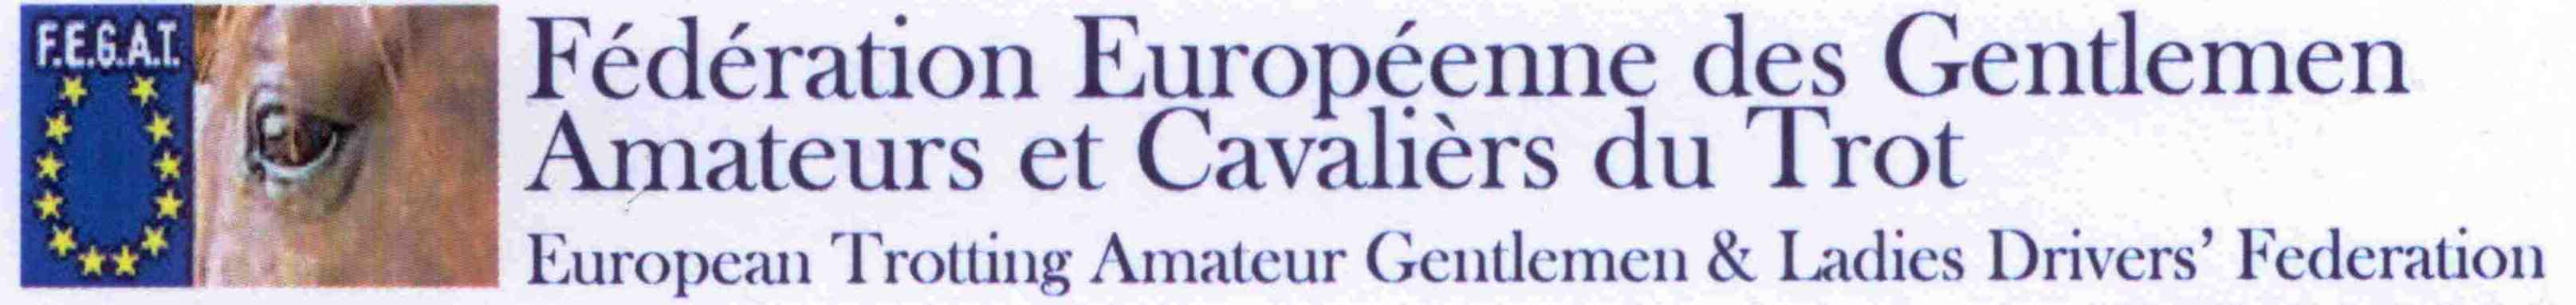 F.E.G.A.T.
Fédération Européenne des Gentlemen
Amateurs et Cavalièrs du Trot
European Trotting Amateur Gentlemen & Ladies Drivers’ Federation